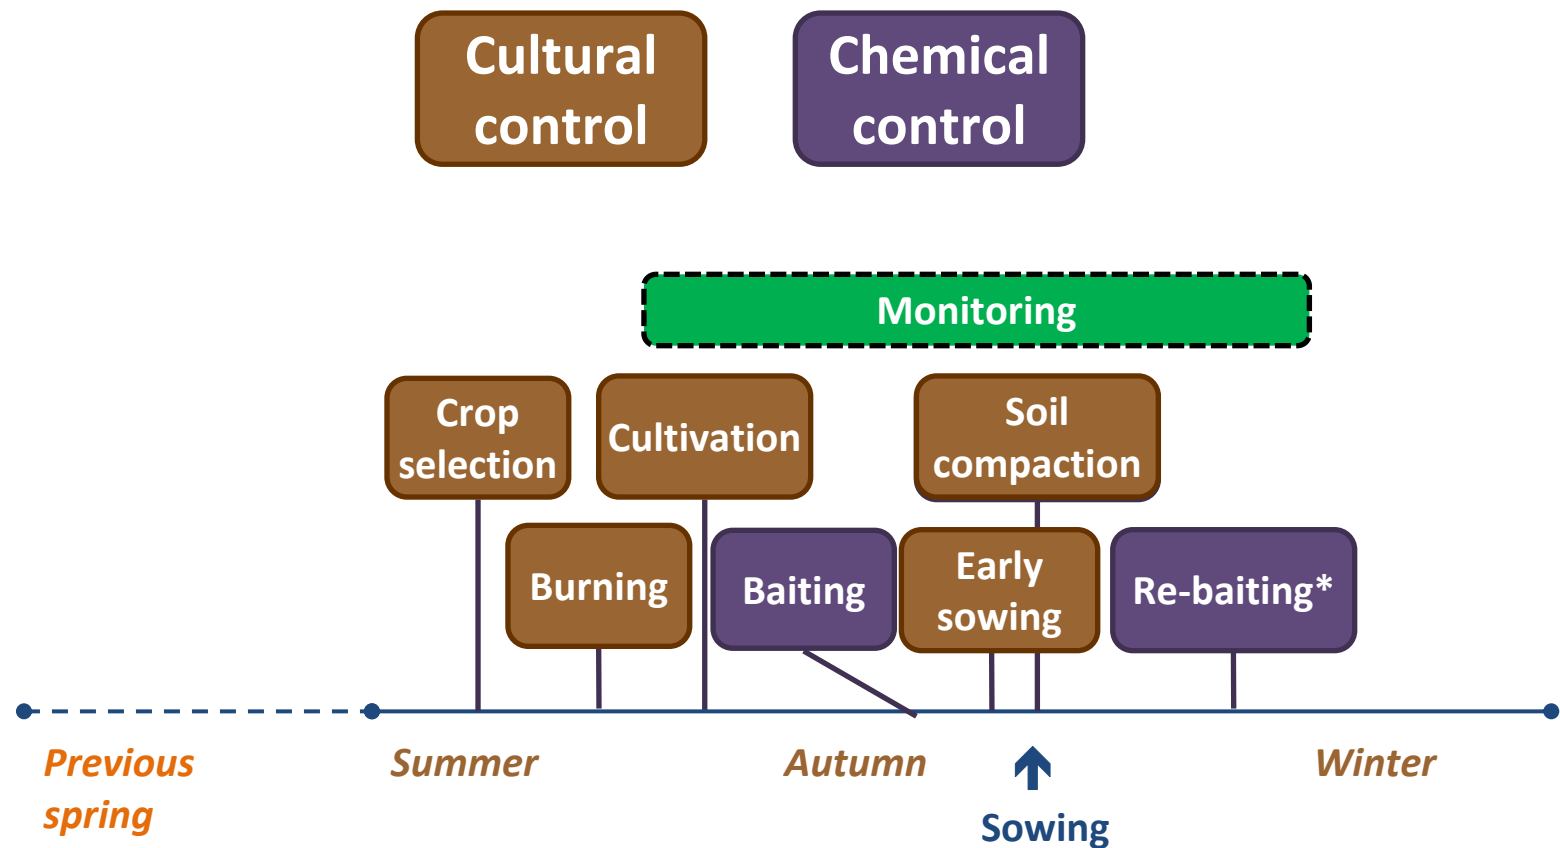 Cultural
control
Chemical
control
Monitoring
Crop
selection
Cultivation
Soil
compaction
Burning
Baiting
Early
sowing
Re-baiting*
Previous
spring
Summer
Autumn
Winter
Sowing